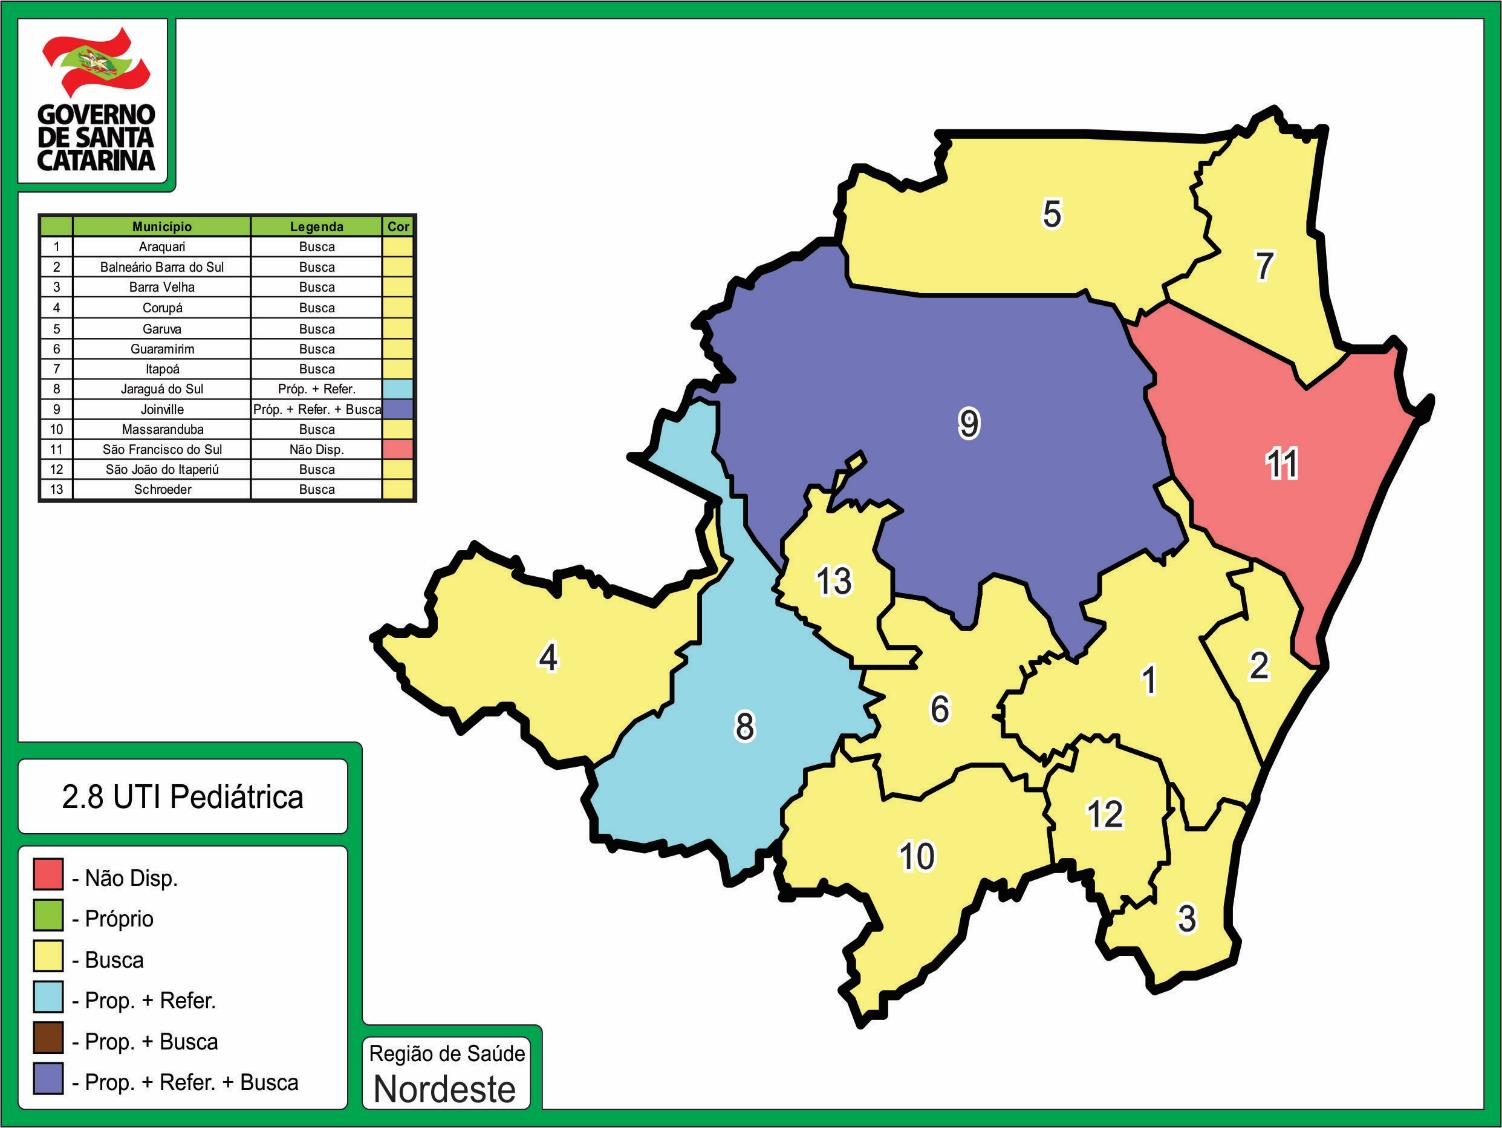 GOVERNO
DE SANTA
CATARINA
Município Legenda Cor
1 Araquari Busca
2 Balneário Barra do Sul Busca
3 Barra Velha Busca
4 Corupá Busca
5 Garuva Busca
6 Guaramirim Busca
7 Itapoá Busca
8 Jaraguá do Sul Próp. + Refer.
9 Joinville Próp. + Refer. + Busca
10 Massaranduba Busca
11 São Francisco do Sul Não Disp.
12 São João do Itaperiú Busca
13 Schroeder Busca
5
7
9
11
13
4
2
1
6
8
12
10
3
2.8 UTI Pediátrica
- Não Disp.
- Próprio
- Busca
- Prop. + Refer.
- Prop. + Busca
- Prop. + Refer. + Busca
Região de Saúde
Nordeste